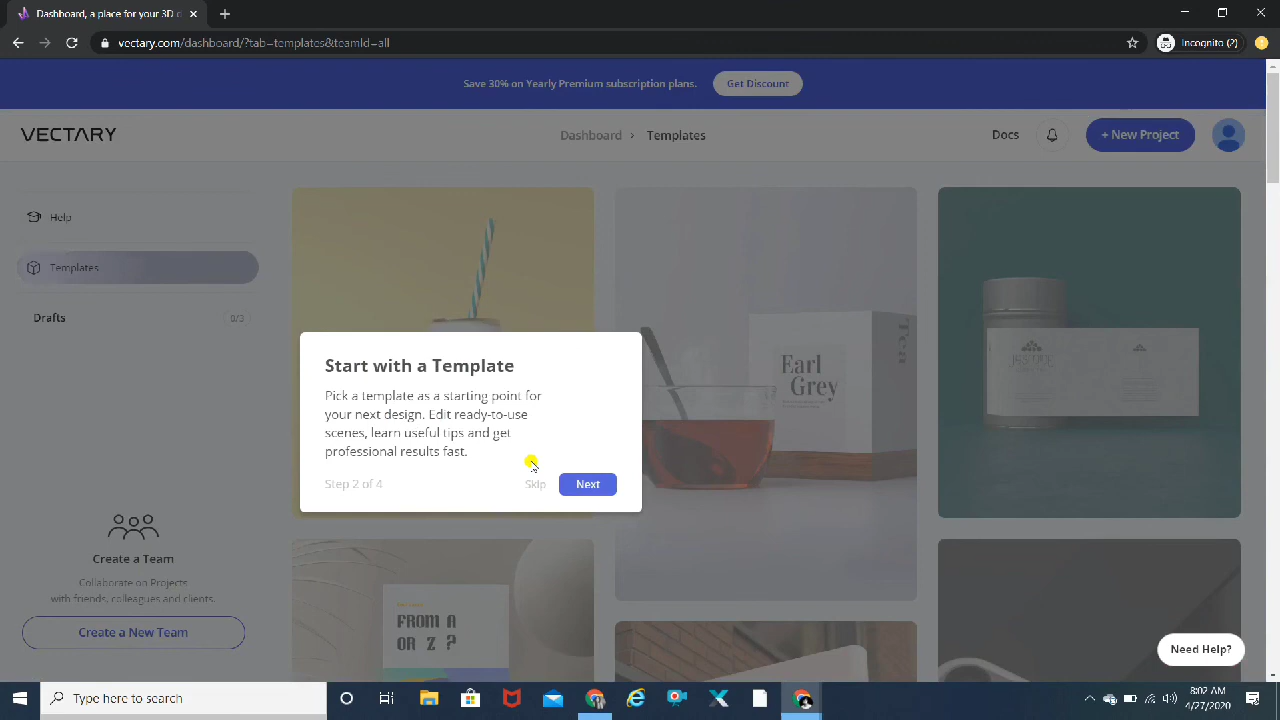 Dashboard, a place for your 3D d
vectary.com/dashboard/?tab=templates&teamId=all
Incognito (2)
Save 30% on Yearly Premium subscription plans.
Get Discount
VECTARY
Dashboard > Templates
Docs
+ New Project
Help
Templates
Drafts
0/3
Earl
Grey
Start with a Template
Pick a template as a starting point for
your next design. Edit ready-to-use
scenes, learn useful tips and get
professional results fast.
Step 2 of 4
Skip
Next
Create a Team
Collaborate on Projects
with friends, colleagues and clients.
Create a New Team
FROM A
OR Z ?
Need Help?
Type here to search
8:02 AM
4/27/2020